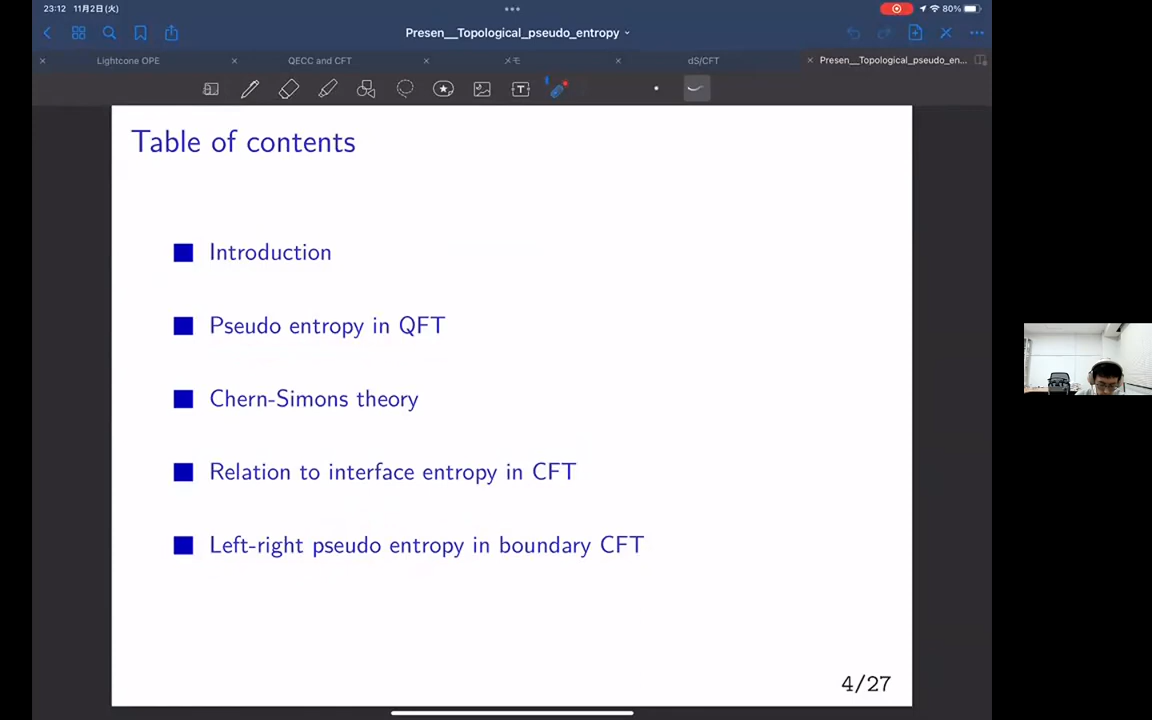 23:12 11月2日(火)
80%
Presen__Topological_pseudo_entropy
Lightcone OPE
QECC and CFT
メモ
dS/CFT
Presen__Topological_pseudo_en...
Table of contents
Introduction
Pseudo entropy in QFT
Chern-Simons theory
Relation to interface entropy in CFT
Left-right pseudo entropy in boundary CFT
4/27